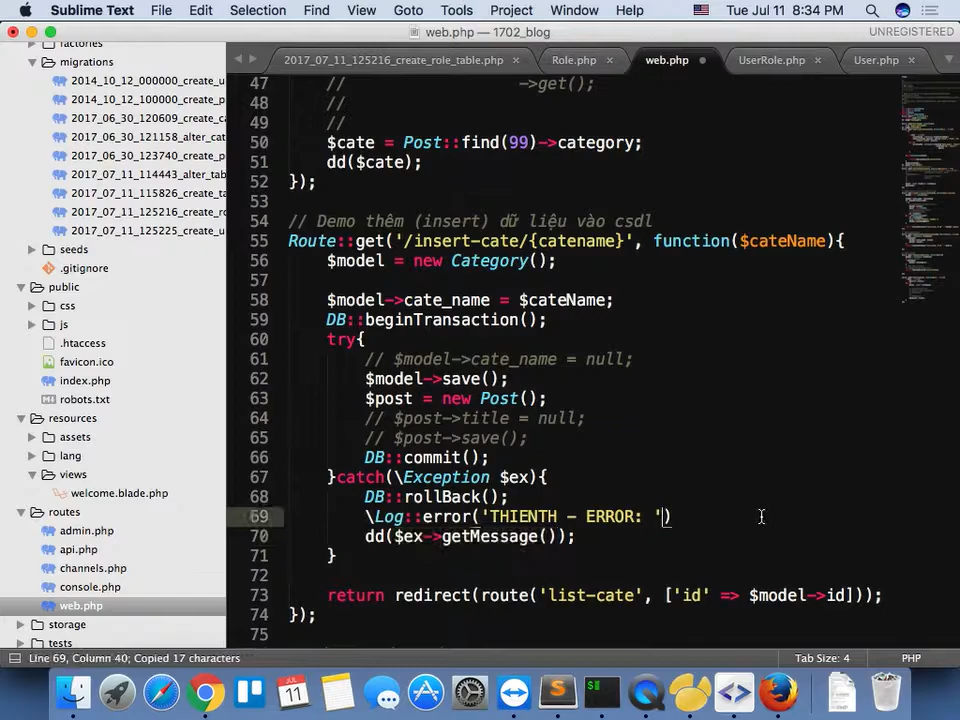 Sublime Text File Edit Selection Find View Goto Tools Project Window Help Tue Jul 11 8:34 PM
web.php — 1702_blog UNREGISTERED
2017_07_11_125216_create_role_table.php × Role.php × web.php UserRole.php × User.php ×
factories
migrations
2014_10_12_000000_create_u
2014_10_12_100000_create_p
2017_06_30_120609_create_c
2017_06_30_121158_alter_cat
2017_06_30_123740_create_p
2017_07_11_114443_alter_tab
2017_07_11_115826_create_ta
2017_07_11_125216_create_ro
2017_07_11_125225_create_u
seeds
.gitignore
public
css
js
.htaccess
favicon.ico
index.php
robots.txt
resources
assets
lang
views
welcome.blade.php
routes
admin.php
api.php
channels.php
console.php
web.php
storage
tests
47 // ->get();
48 //
49 //
50 $cate = Post::find(99)->category;
51 dd($cate);
52 });
53
54 // Demo thêm (insert) dữ liệu vào csdl
55 Route::get('/insert-cate/{catename}', function($cateName){
56 $model = new Category();
57
58 $model->cate_name = $cateName;
59 DB::beginTransaction();
60 try{
61 // $model->cate_name = null;
62 $model->save();
63 $post = new Post();
64 // $post->title = null;
65 // $post->save();
66 DB::commit();
67 }catch(\Exception $ex){
68 DB::rollBack();
69 \Log::error('THIENTH - ERROR: ')
70 dd($ex->getMessage());
71 }
72
73 return redirect(route('list-cate', ['id' => $model->id]));
74 });
75
Line 69, Column 40; Copied 17 characters Tab Size: 4 PHP
JUL
11